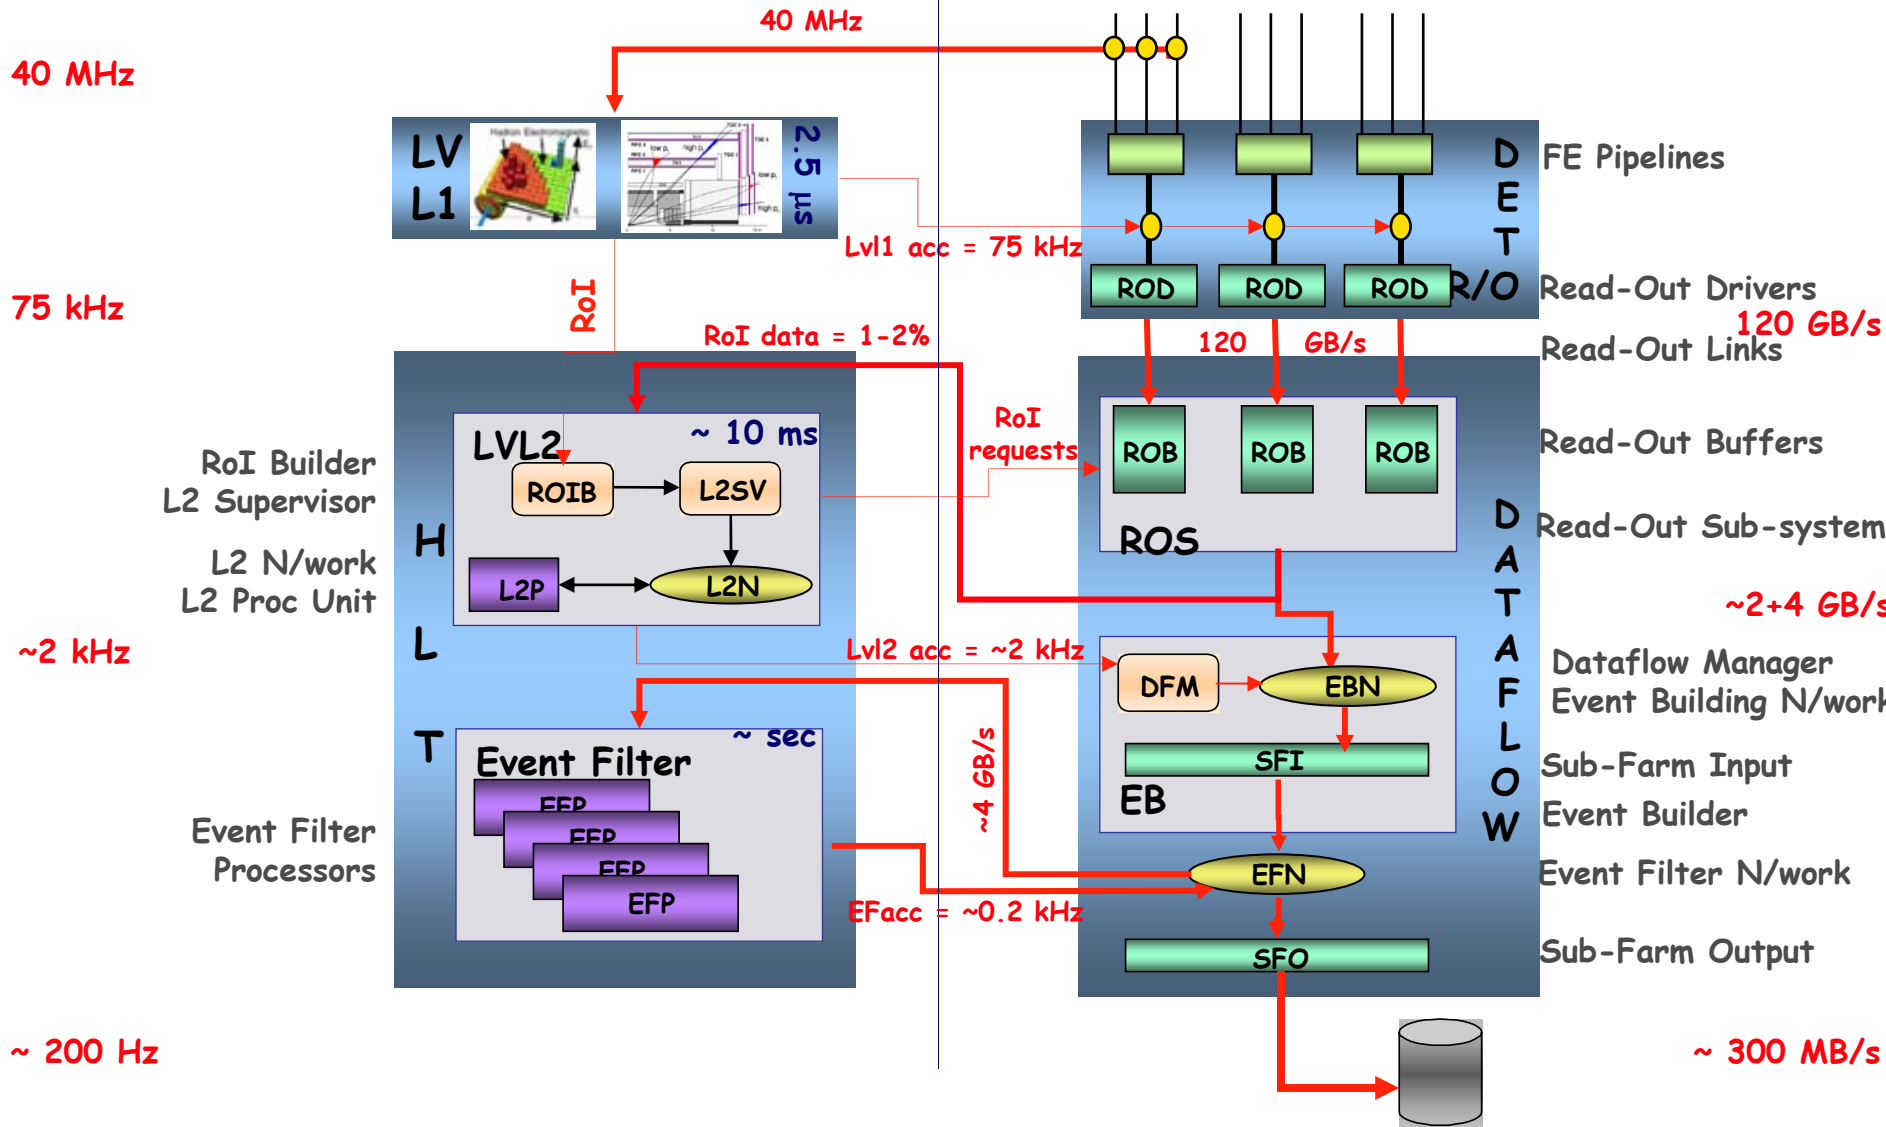 40 MHz
40 MHz
LV
L1
Hadron Electromagnetic
low p
high p
low p
high p
2.5 µs
D
E
T
R/O
FE Pipelines
Lvl1 acc = 75 kHz
ROD
ROD
ROD
Read-Out Drivers
75 kHz
RoI
RoI data = 1-2%
120 GB/s
120 GB/s
Read-Out Links
LVL2
~ 10 ms
RoI
requests
ROB
ROB
ROB
Read-Out Buffers
RoI Builder
L2 Supervisor
ROIB
L2SV
ROS
Read-Out Sub-system
H
L
T
L2 N/work
L2 Proc Unit
L2P
L2N
D
A
T
A
F
L
O
W
~2+4 GB/s
~2 kHz
Lvl2 acc = ~2 kHz
DFM
EBN
Dataflow Manager
Event Building N/work
~ sec
Event Filter
~4 GB/s
SFI
Sub-Farm Input
EB
Event Builder
EFP
EFP
EFP
EFP
Event Filter
Processors
EFN
Event Filter N/work
EFacc = ~0.2 kHz
SFO
Sub-Farm Output
~ 200 Hz
~ 300 MB/s